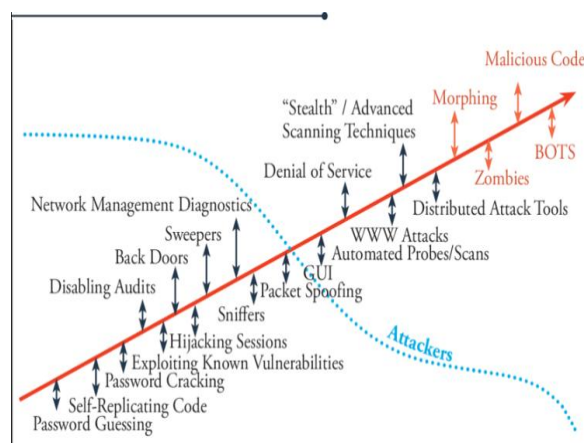 Malicious Code
Morphing
"Stealth" / Advanced
Scanning Techniques
BOTS
Denial of Service
Zombies
Network Management Diagnostics
Distributed Attack Tools
Sweepers
WWW Attacks
Back Doors
Automated Probes/Scans
GUI
Disabling Audits
Packet Spoofing
Sniffers
Attackers
Hijacking Sessions
Exploiting Known Vulnerabilities
Password Cracking
Self-Replicating Code
Password Guessing